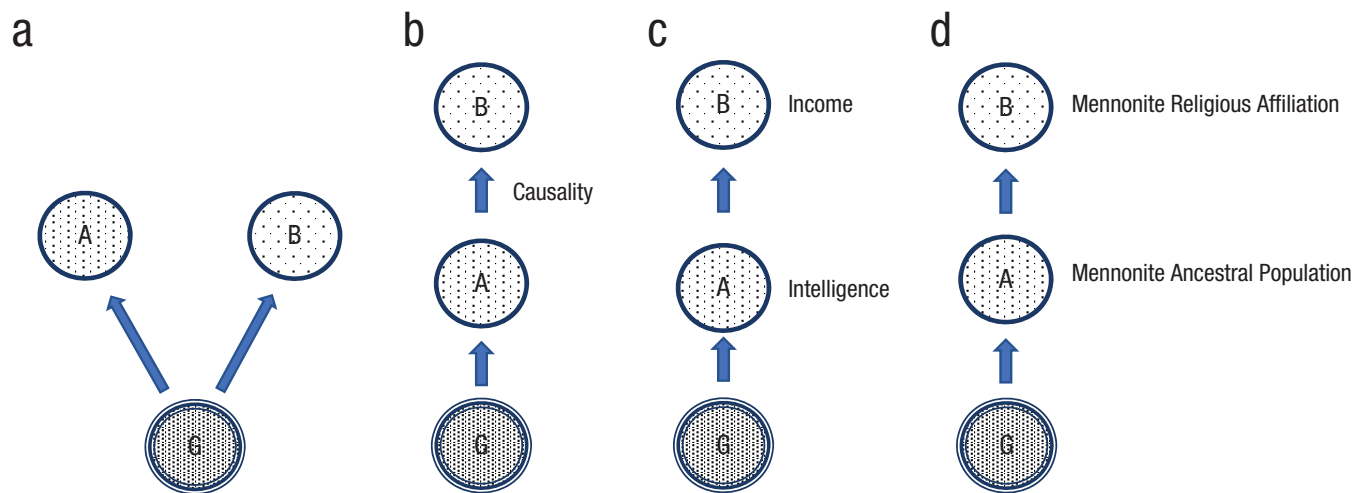 a
b
c
d
B
B
Income
B
Mennonite Religious Affiliation
Causality
A
B
A
A
Intelligence
A
Mennonite Ancestral Population
G
G
G
G